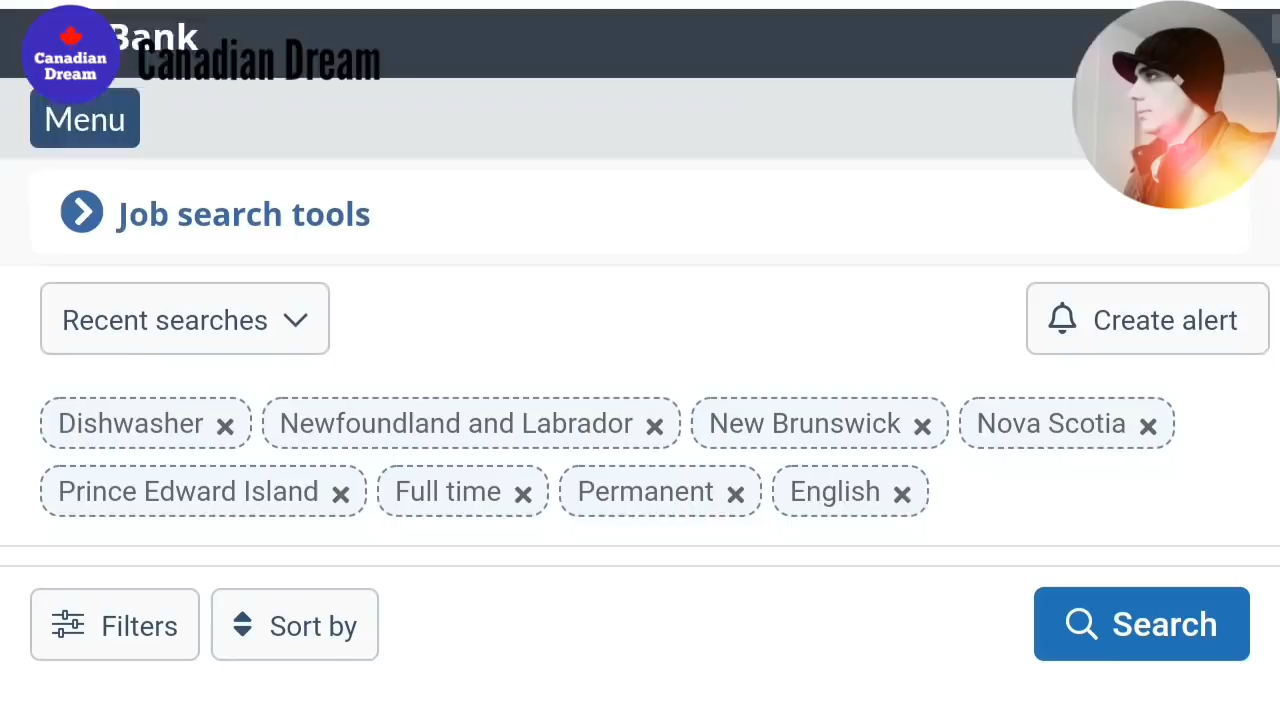 Bank
Canadian
Dream
Canadian Dream
Menu
Job search tools
Recent searches
Create alert
Dishwasher × Newfoundland and Labrador × New Brunswick × Nova Scotia ×
Prince Edward Island × Full time × Permanent × English ×
Filters
Sort by
Search